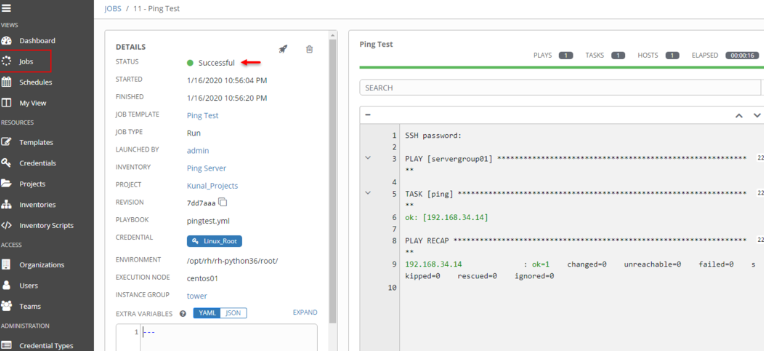 JOBS / 11 - Ping Test
VIEWS
Dashboard
Jobs
Schedules
My View
RESOURCES
Templates
Credentials
Projects
Inventories
Inventory Scripts
ACCESS
Organizations
Users
Teams
ADMINISTRATION
Credential Types
DETAILS
STATUS Successful
STARTED 1/16/2020 10:56:04 PM
FINISHED 1/16/2020 10:56:20 PM
JOB TEMPLATE Ping Test
JOB TYPE Run
LAUNCHED BY admin
INVENTORY Ping Server
PROJECT Kunal_Projects
REVISION 7dd7aaa
PLAYBOOK pingtest.yml
CREDENTIAL Linux_Root
ENVIRONMENT /opt/rh/rh-python36/root/
EXECUTION NODE centos01
INSTANCE GROUP tower
EXTRA VARIABLES YAML JSON EXPAND
1 ---
Ping Test
PLAYS 1 TASKS 1 HOSTS 1 ELAPSED 00:00:16
SEARCH
1 SSH password:
2
3 PLAY [servergroup01] ********************************************************* 22
**
4
5 TASK [ping] ****************************************************************** 22
**
6 ok: [192.168.34.14]
7
8 PLAY RECAP ******************************************************************* 22
**
9 192.168.34.14 : ok=1 changed=0 unreachable=0 failed=0 s
kipped=0 rescued=0 ignored=0
10